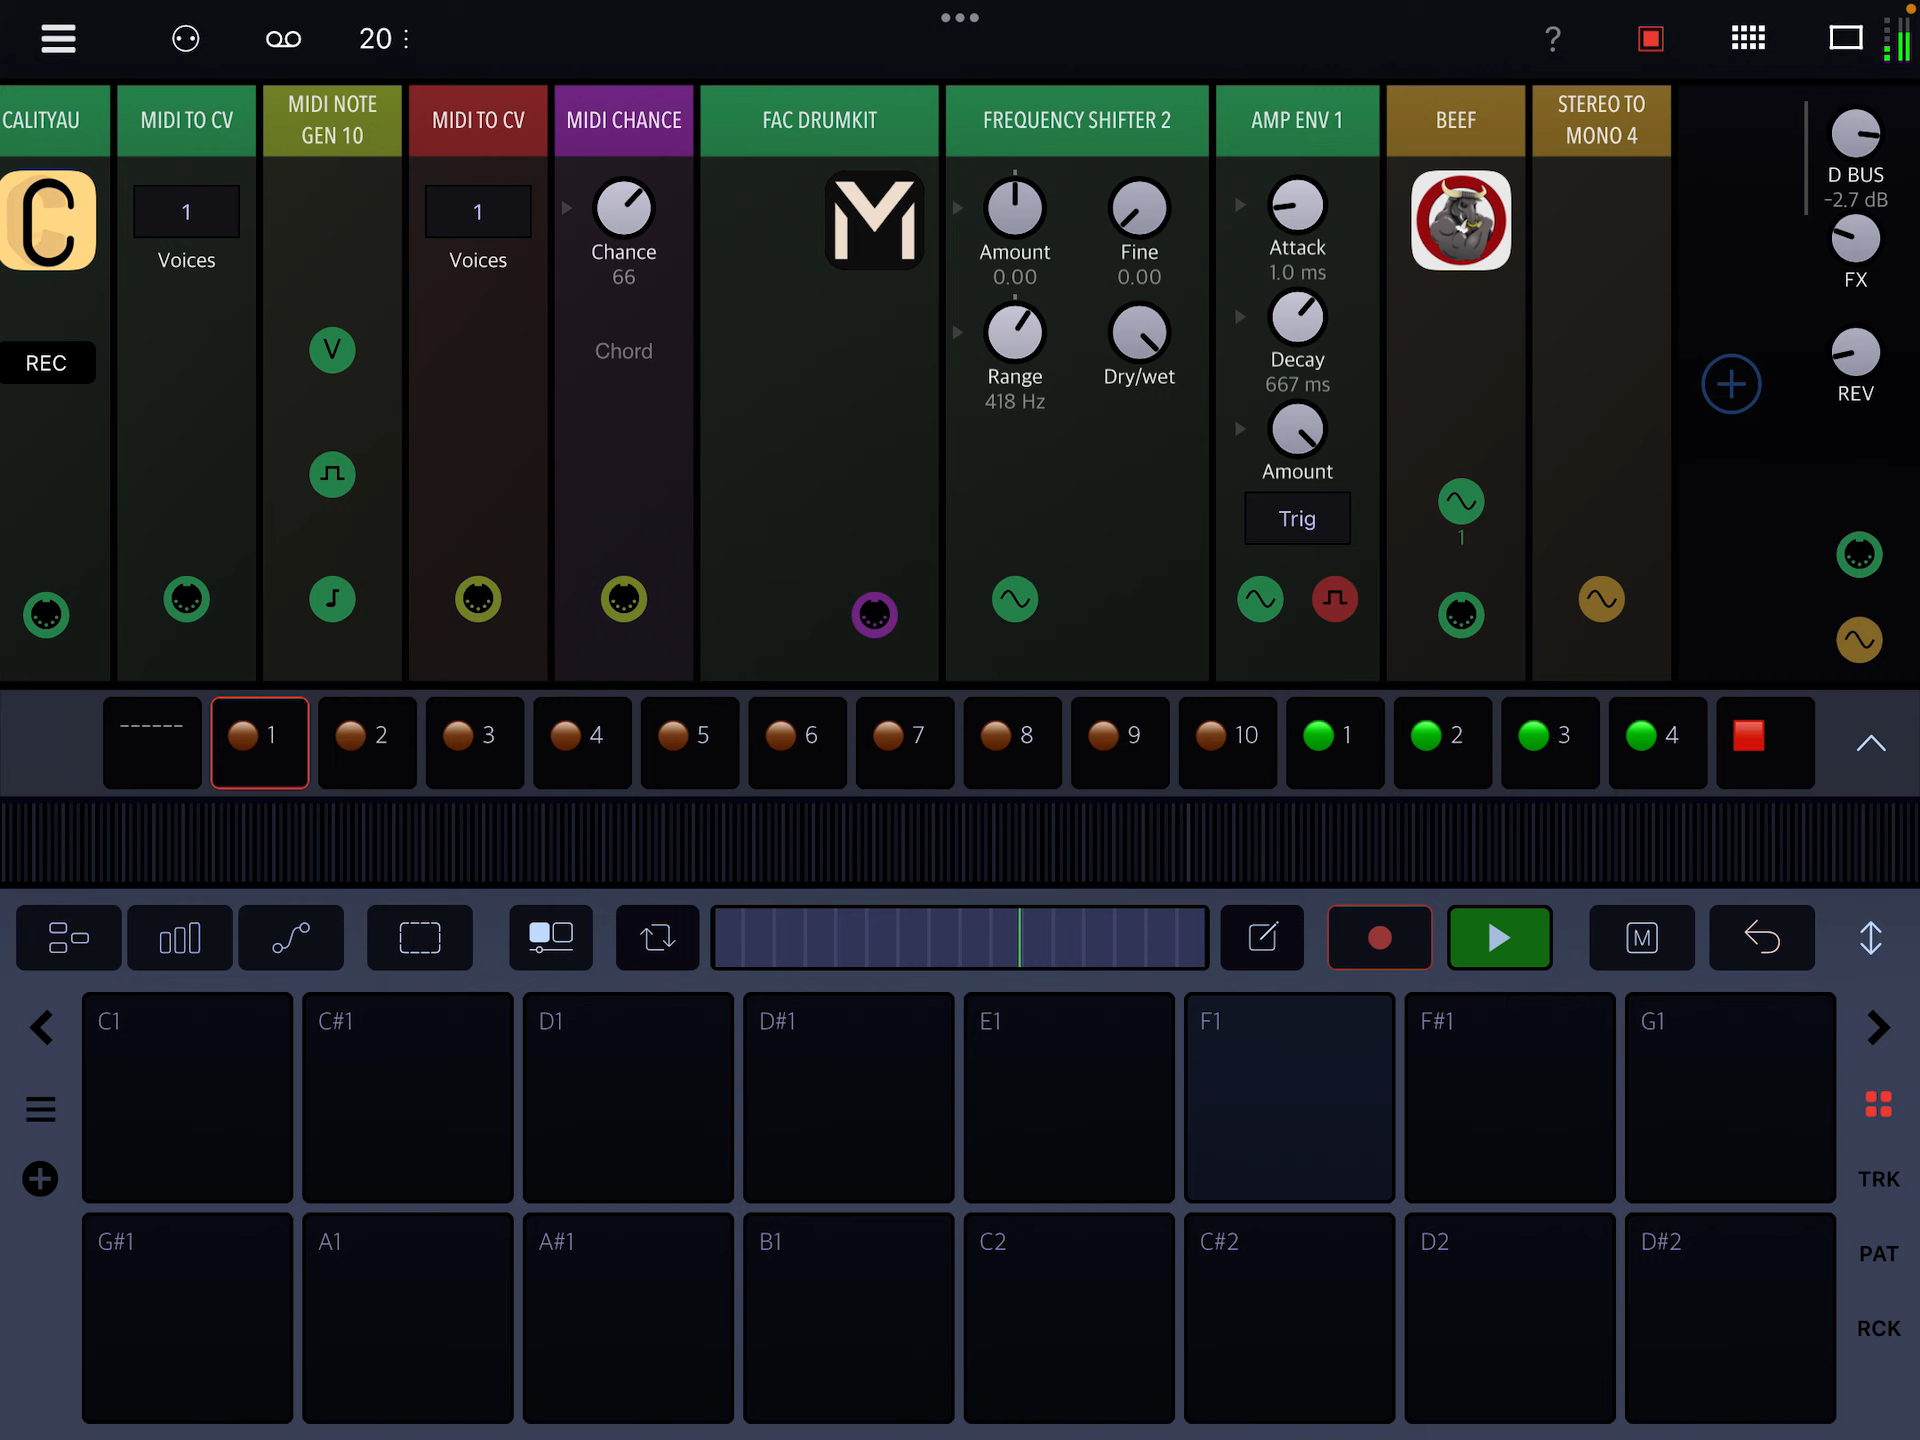 20
?
CALITYAU
MIDI TO CV
MIDI NOTE
GEN 10
MIDI TO CV
MIDI CHANCE
FAC DRUMKIT
FREQUENCY SHIFTER 2
AMP ENV 1
BEEF
STEREO TO
MONO 4
C
1
Voices
V
1
Voices
Chance
66
Chord
M
Amount
0.00
Fine
0.00
Range
418 Hz
Dry/wet
Attack
1.0 ms
Decay
667 ms
Amount
Trig
1
D BUS
-2.7 dB
FX
REV
REC
------
1
2
3
4
5
6
7
8
9
10
1
2
3
4
M
C1
C#1
D1
D#1
E1
F1
F#1
G1
TRK
G#1
A1
A#1
B1
C2
C#2
D2
D#2
PAT
RCK